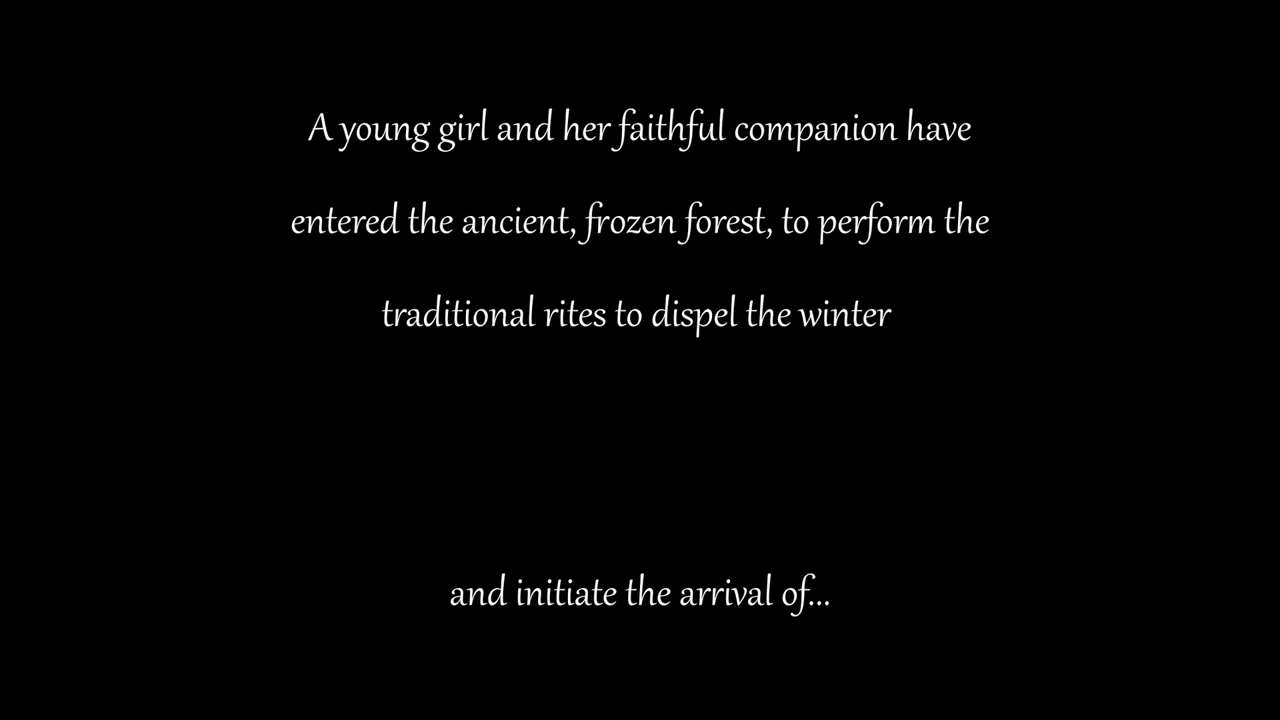 A young girl and her faithful companion have
entered the ancient, frozen forest, to perform the
traditional rites to dispel the winter
and initiate the arrival of...